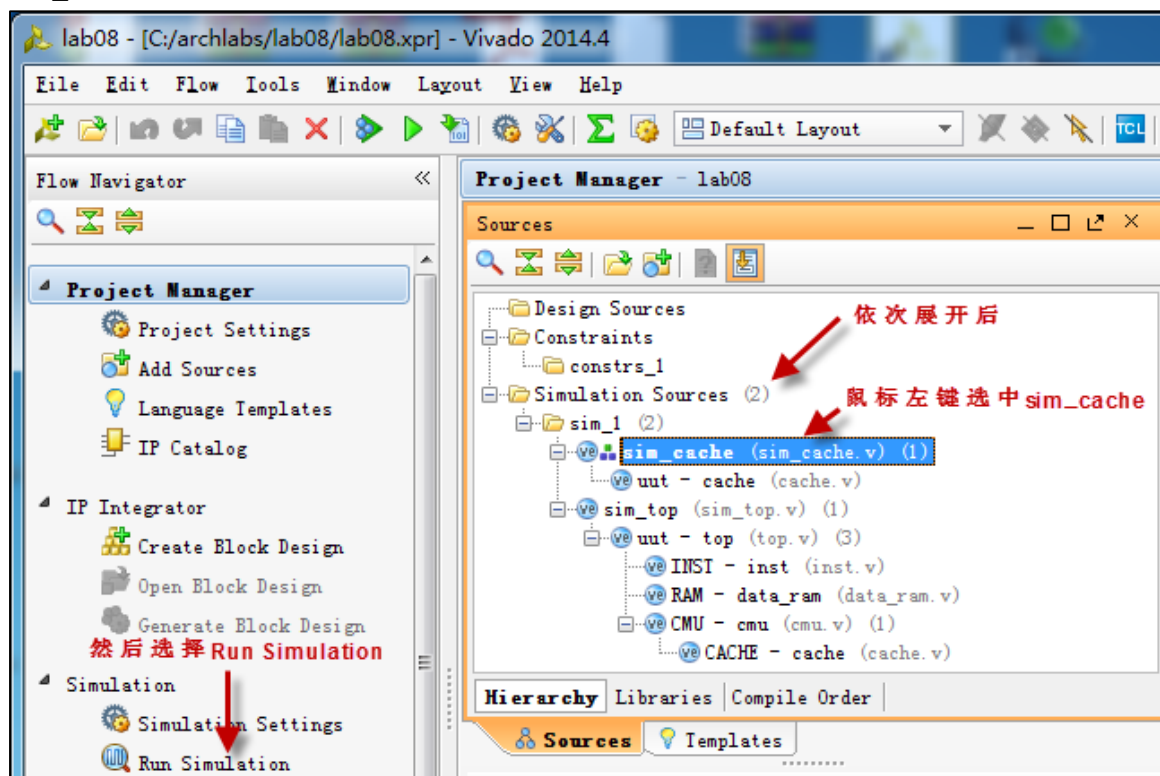 lab08 - [C:/archlabs/lab08/lab08.xpr] - Vivado 2014.4
File Edit Flow Tools Window Layout View Help
Default Layout
TCL
Flow Navigator
Project Manager
Project Settings
Add Sources
Language Templates
IP Catalog
IP Integrator
Create Block Design
Open Block Design
Generate Block Design
然后选择Run Simulation
Simulation
Simulation Settings
Run Simulation
Project Manager - lab08
Sources
Design Sources
依次展开后
Constraints
constrs_1
Simulation Sources (2)
鼠标左键选中sim_cache
sim_1 (2)
sim_cache (sim_cache.v) (1)
uut - cache (cache.v)
sim_top (sim_top.v) (1)
uut - top (top.v) (3)
INST - inst (inst.v)
RAM - data_ram (data_ram.v)
CMU - cmu (cmu.v) (1)
CACHE - cache (cache.v)
Hierarchy Libraries Compile Order
Sources Templates